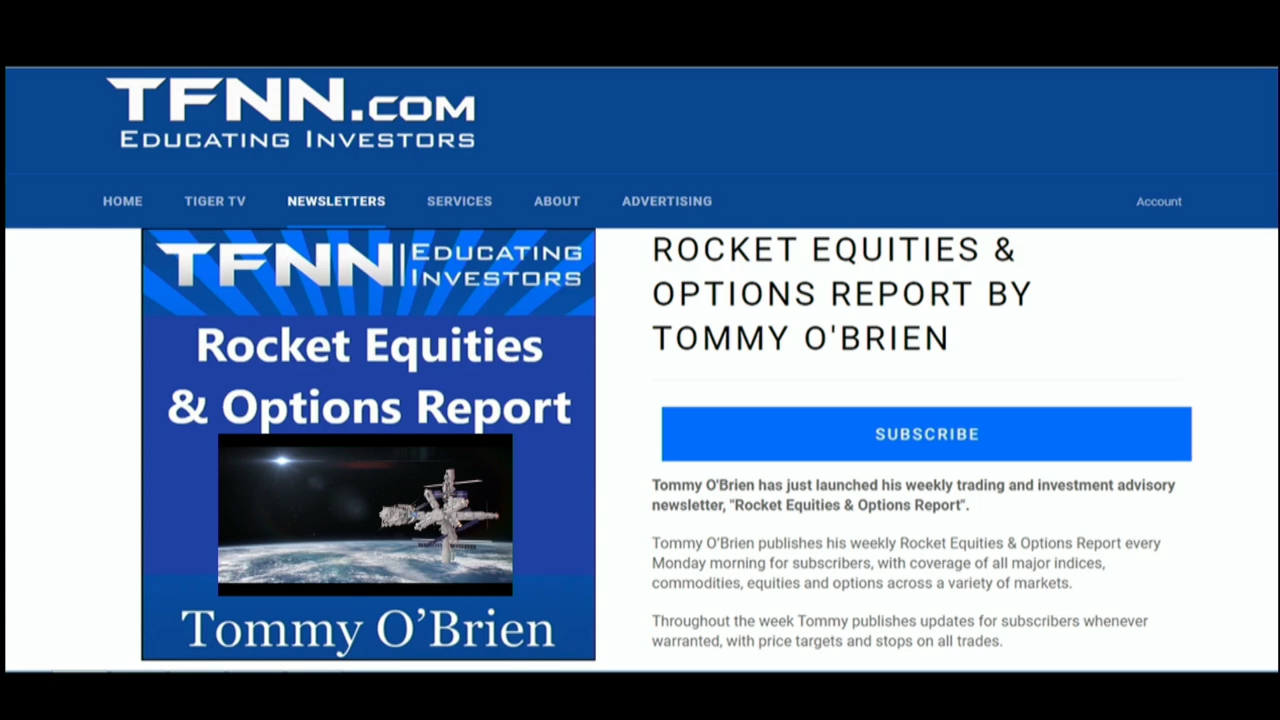 TFNN.COM
EDUCATING INVESTORS
HOME TIGER TV NEWSLETTERS SERVICES ABOUT ADVERTISING Account
TFNN EDUCATING
INVESTORS
Rocket Equities
& Options Report
Tommy O’Brien
ROCKET EQUITIES &
OPTIONS REPORT BY
TOMMY O'BRIEN
SUBSCRIBE
Tommy O'Brien has just launched his weekly trading and investment advisory
newsletter, "Rocket Equities & Options Report".
Tommy O’Brien publishes his weekly Rocket Equities & Options Report every
Monday morning for subscribers, with coverage of all major indices,
commodities, equities and options across a variety of markets.
Throughout the week Tommy publishes updates for subscribers whenever
warranted, with price targets and stops on all trades.